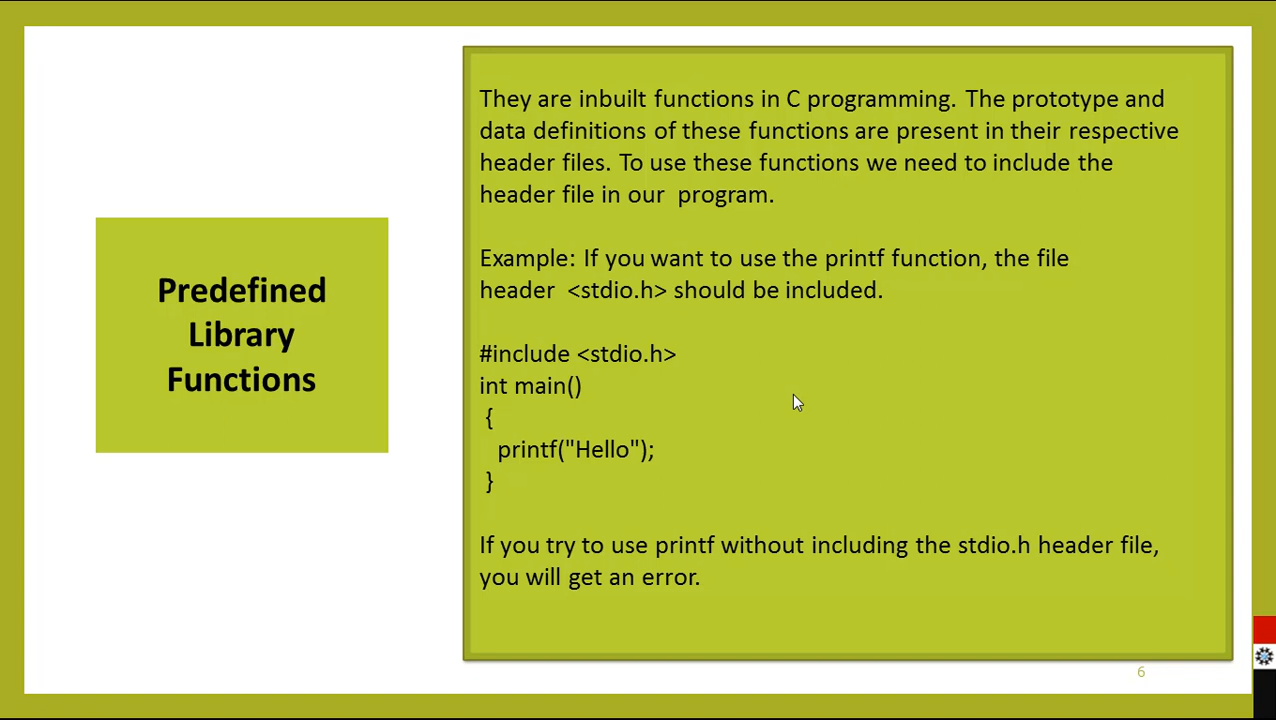 Predefined
Library
Functions
They are inbuilt functions in C programming. The prototype and
data definitions of these functions are present in their respective
header files. To use these functions we need to include the
header file in our  program.
Example: If you want to use the printf function, the file
header  <stdio.h> should be included.
#include <stdio.h>
int main()
{
printf("Hello");
}
If you try to use printf without including the stdio.h header file,
you will get an error.
6